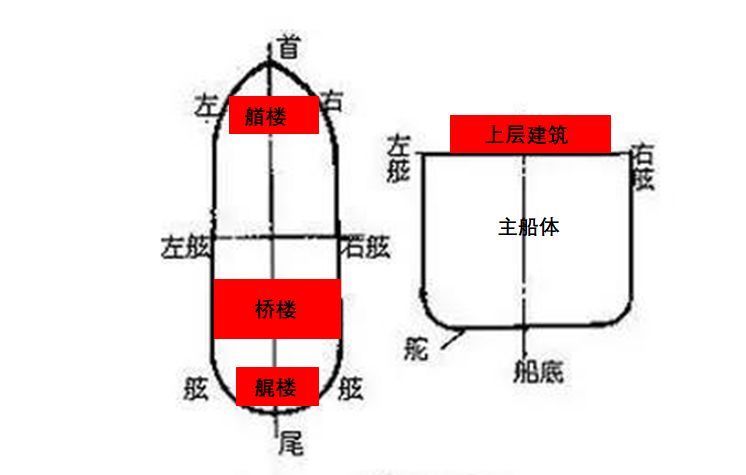 首
左 艏楼 右
左舷 右舷
桥楼
舷 艉楼 舷
尾
上层建筑
左舷 右舷
主船体
舵
船底